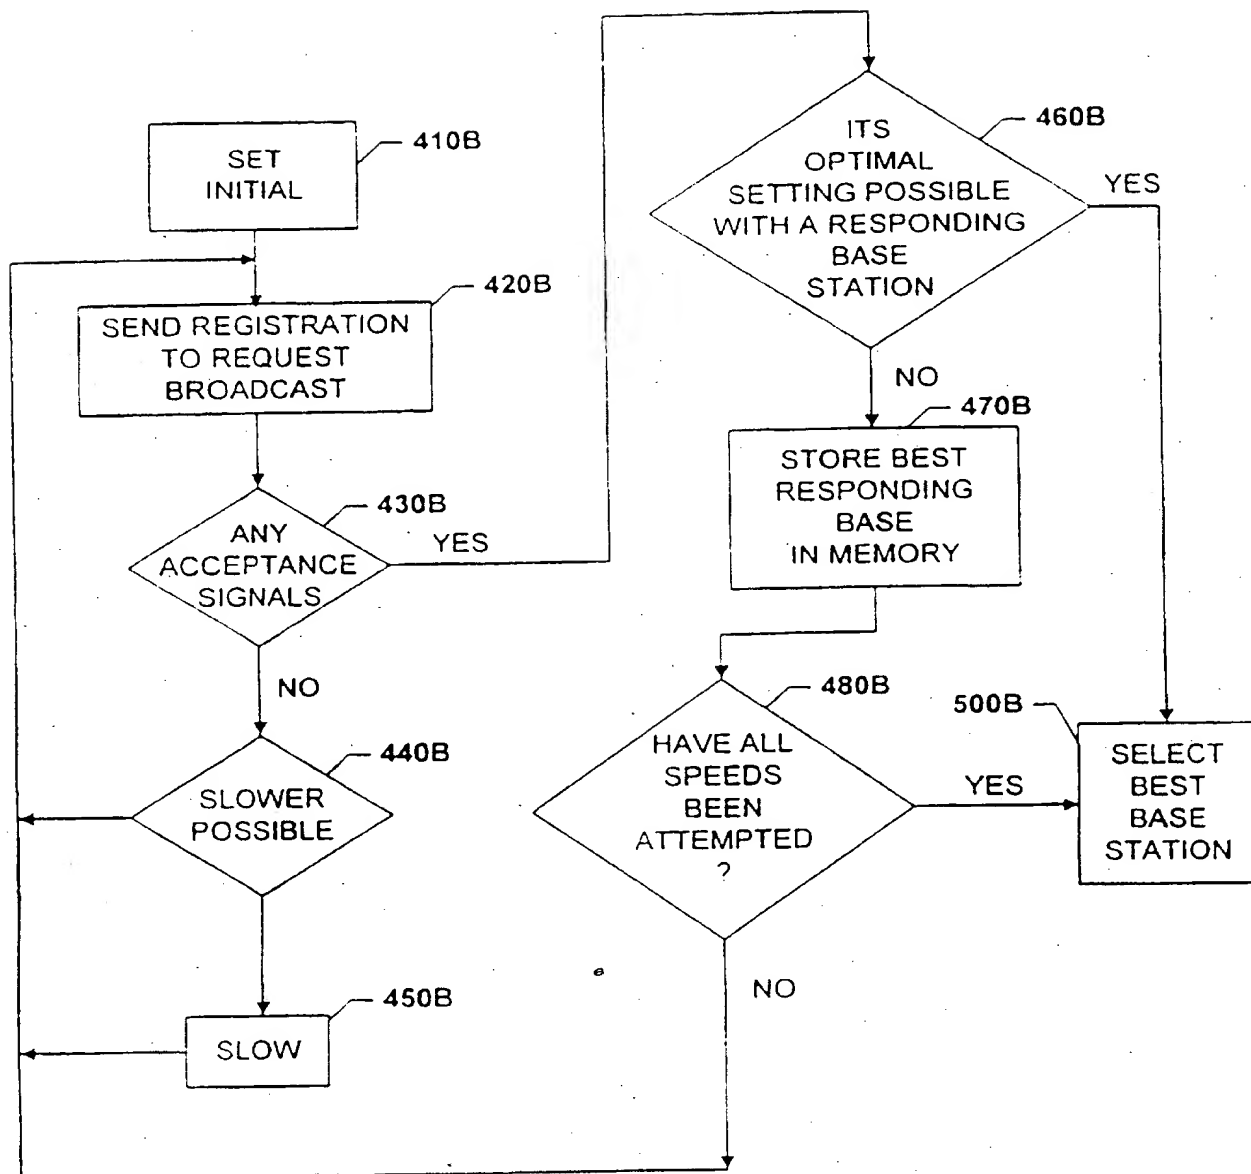 SET
INITIAL
410B
SEND REGISTRATION
TO REQUEST
BROADCAST
420B
ANY
ACCEPTANCE
SIGNALS
430B
YES
NO
SLOWER
POSSIBLE
440B
SLOW
450B
ITS
OPTIMAL
SETTING POSSIBLE
WITH A RESPONDING
BASE
STATION
460B
YES
NO
STORE BEST
RESPONDING
BASE
IN MEMORY
470B
HAVE ALL
SPEEDS
BEEN
ATTEMPTED
?
480B
YES
NO
SELECT
BEST
BASE
STATION
500B